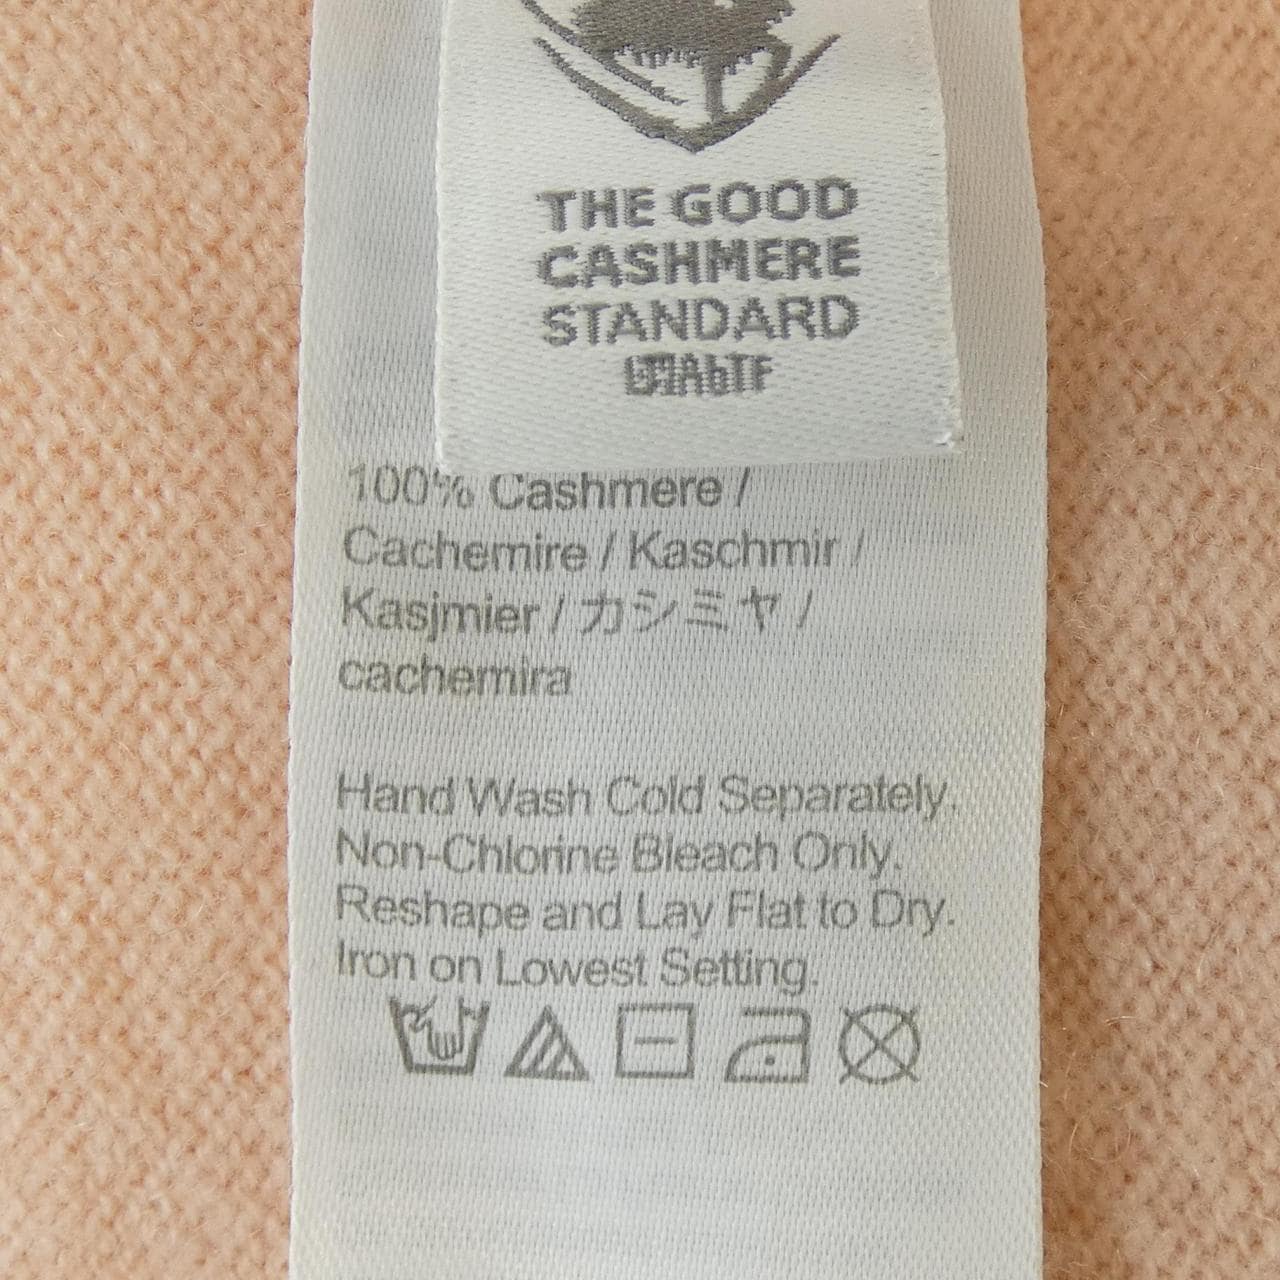 THE GOOD
CASHMERE
STANDARD
AbTF
100% Cashmere /
Cachemire / Kaschmir /
Kasjmier / カシミヤ /
cachemira
Hand Wash Cold Separately.
Non-Chlorine Bleach Only.
Reshape and Lay Flat to Dry.
Iron on Lowest Setting.